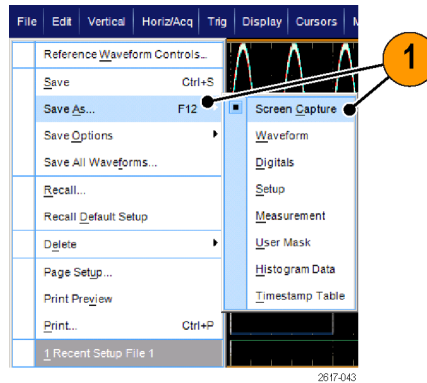 File Edit Vertical Horiz/Acq Trig Display Cursors
Reference Waveform Controls...
Save Ctrl+S
Save As... F12
Save Options
Save All Waveforms...
Recall...
Recall Default Setup
Delete
Page Setup...
Print Preview
Print... Ctrl+P
1 Recent Setup File 1
Screen Capture
Waveform
Digitals
Setup
Measurement
User Mask
Histogram Data
Timestamp Table
1
2617-043